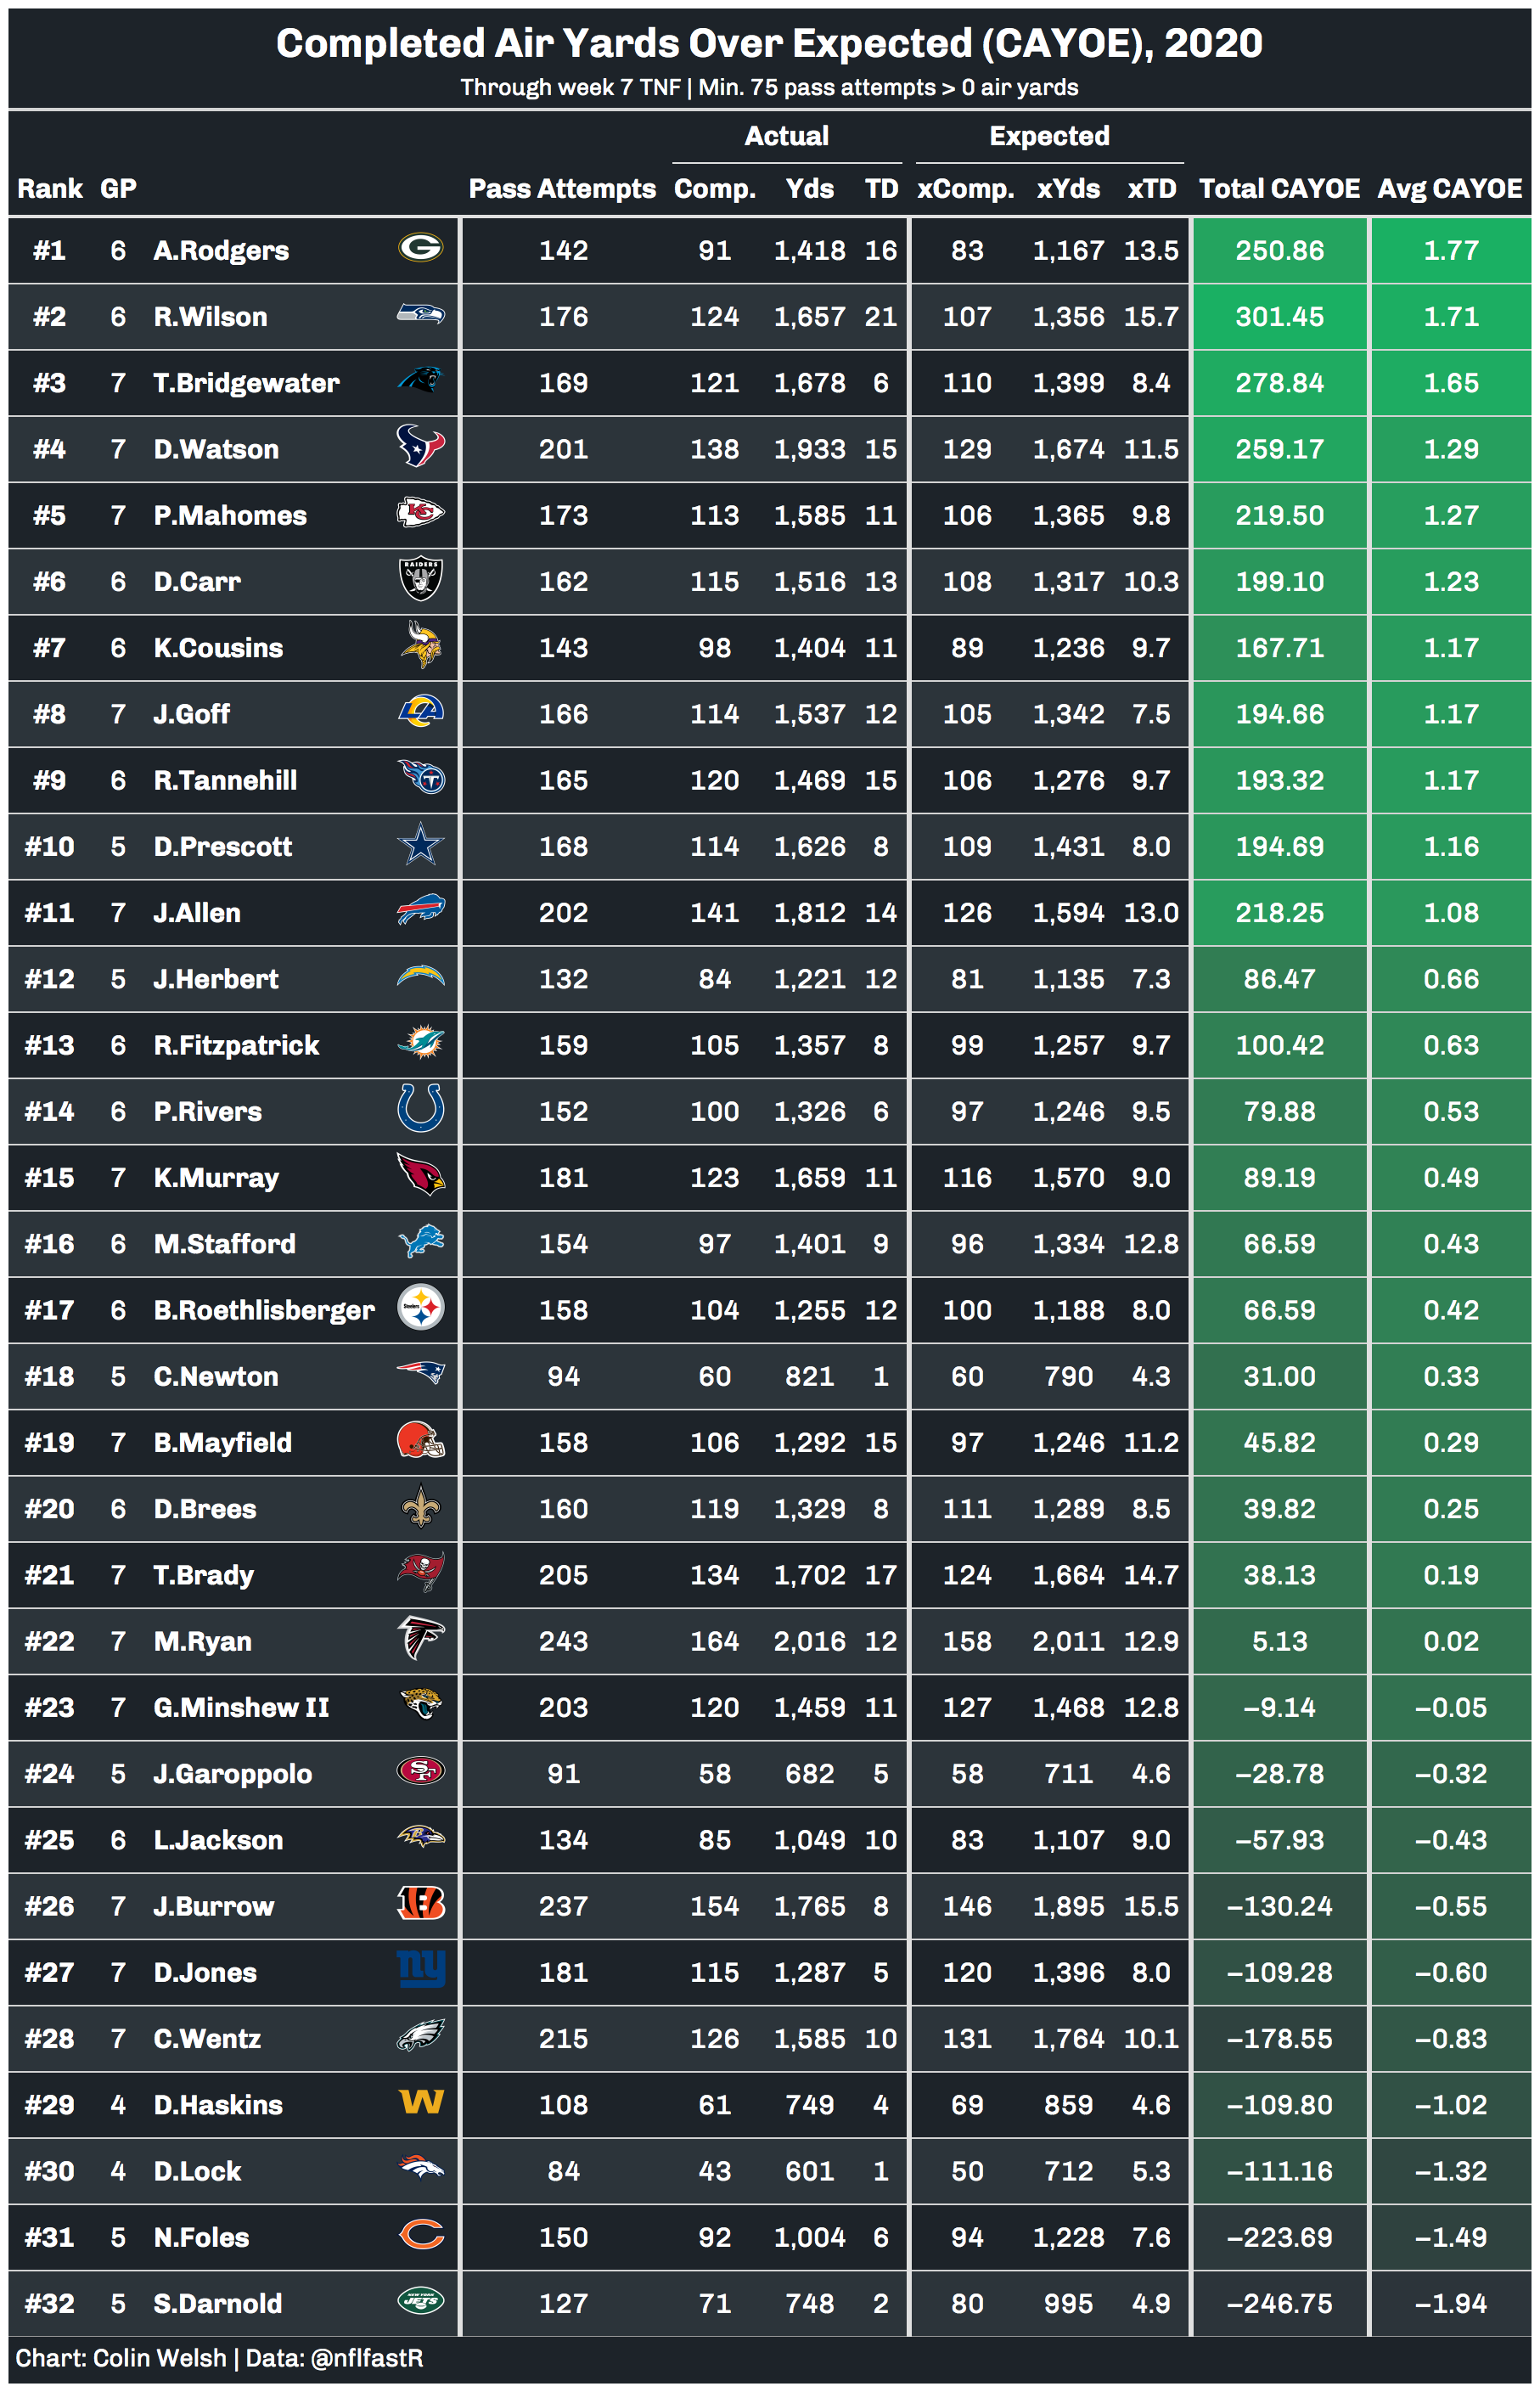 Completed Air Yards Over Expected (CAYOE), 2020
Through week 7 TNF | Min. 75 pass attempts > 0 air yards
Actual Expected
Rank GP Pass Attempts Comp. Yds TD xComp. xYds xTD Total CAYOE Avg CAYOE
#1 6 A.Rodgers G 142 91 1,418 16 83 1,167 13.5 250.86 1.77
#2 6 R.Wilson 176 124 1,657 21 107 1,356 15.7 301.45 1.71
#3 7 T.Bridgewater 169 121 1,678 6 110 1,399 8.4 278.84 1.65
#4 7 D.Watson 201 138 1,933 15 129 1,674 11.5 259.17 1.29
#5 7 P.Mahomes KC 173 113 1,585 11 106 1,365 9.8 219.50 1.27
#6 6 D.Carr RAIDERS 162 115 1,516 13 108 1,317 10.3 199.10 1.23
#7 6 K.Cousins 143 98 1,404 11 89 1,236 9.7 167.71 1.17
#8 7 J.Goff LA 166 114 1,537 12 105 1,342 7.5 194.66 1.17
#9 6 R.Tannehill T 165 120 1,469 15 106 1,276 9.7 193.32 1.17
#10 5 D.Prescott 168 114 1,626 8 109 1,431 8.0 194.69 1.16
#11 7 J.Allen 202 141 1,812 14 126 1,594 13.0 218.25 1.08
#12 5 J.Herbert 132 84 1,221 12 81 1,135 7.3 86.47 0.66
#13 6 R.Fitzpatrick 159 105 1,357 8 99 1,257 9.7 100.42 0.63
#14 6 P.Rivers 152 100 1,326 6 97 1,246 9.5 79.88 0.53
#15 7 K.Murray 181 123 1,659 11 116 1,570 9.0 89.19 0.49
#16 6 M.Stafford 154 97 1,401 9 96 1,334 12.8 66.59 0.43
#17 6 B.Roethlisberger Steelers 158 104 1,255 12 100 1,188 8.0 66.59 0.42
#18 5 C.Newton 94 60 821 1 60 790 4.3 31.00 0.33
#19 7 B.Mayfield 158 106 1,292 15 97 1,246 11.2 45.82 0.29
#20 6 D.Brees 160 119 1,329 8 111 1,289 8.5 39.82 0.25
#21 7 T.Brady 205 134 1,702 17 124 1,664 14.7 38.13 0.19
#22 7 M.Ryan 243 164 2,016 12 158 2,011 12.9 5.13 0.02
#23 7 G.Minshew II 203 120 1,459 11 127 1,468 12.8 −9.14 −0.05
#24 5 J.Garoppolo SF 91 58 682 5 58 711 4.6 −28.78 −0.32
#25 6 L.Jackson 134 85 1,049 10 83 1,107 9.0 −57.93 −0.43
#26 7 J.Burrow B 237 154 1,765 8 146 1,895 15.5 −130.24 −0.55
#27 7 D.Jones ny 181 115 1,287 5 120 1,396 8.0 −109.28 −0.60
#28 7 C.Wentz 215 126 1,585 10 131 1,764 10.1 −178.55 −0.83
#29 4 D.Haskins W 108 61 749 4 69 859 4.6 −109.80 −1.02
#30 4 D.Lock 84 43 601 1 50 712 5.3 −111.16 −1.32
#31 5 N.Foles C 150 92 1,004 6 94 1,228 7.6 −223.69 −1.49
#32 5 S.Darnold NEW YORK JETS 127 71 748 2 80 995 4.9 −246.75 −1.94
Chart: Colin Welsh | Data: @nflfastR